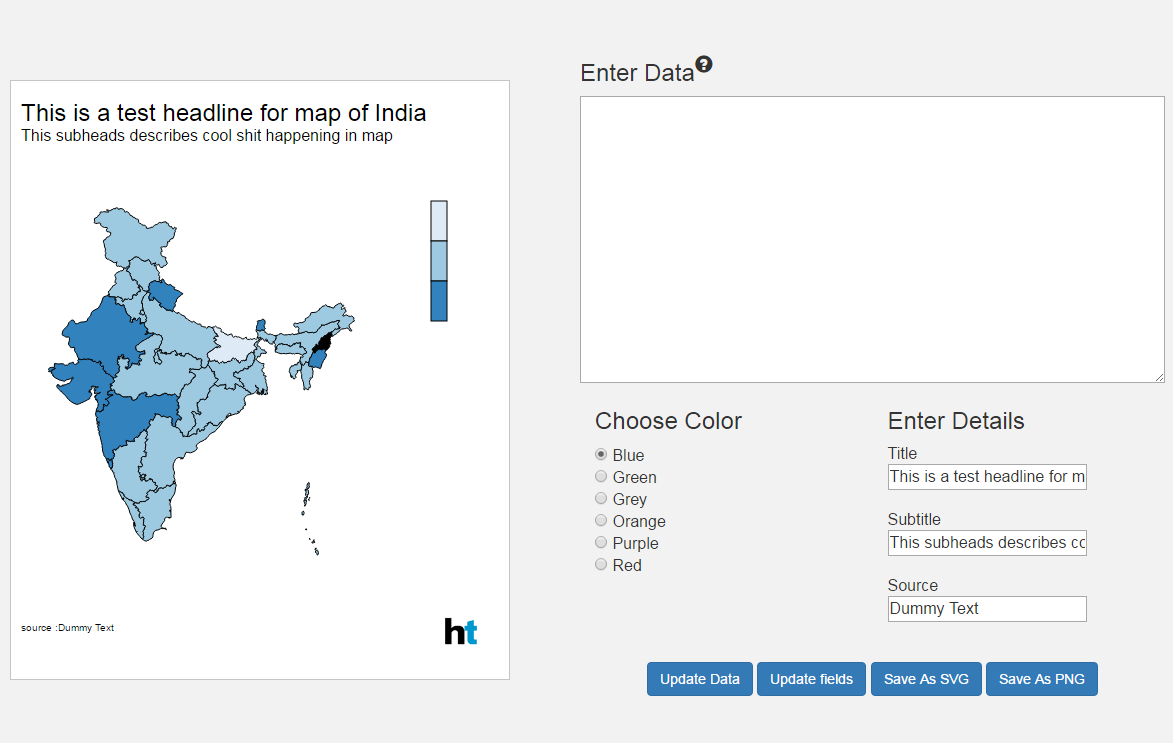 This is a test headline for map of India
This subheads describes cool shit happening in map
source :Dummy Text
ht
Enter Data?
Choose Color
Blue
Green
Grey
Orange
Purple
Red
Enter Details
Title
This is a test headline for m
Subtitle
This subheads describes cc
Source
Dummy Text
Update Data
Update fields
Save As SVG
Save As PNG